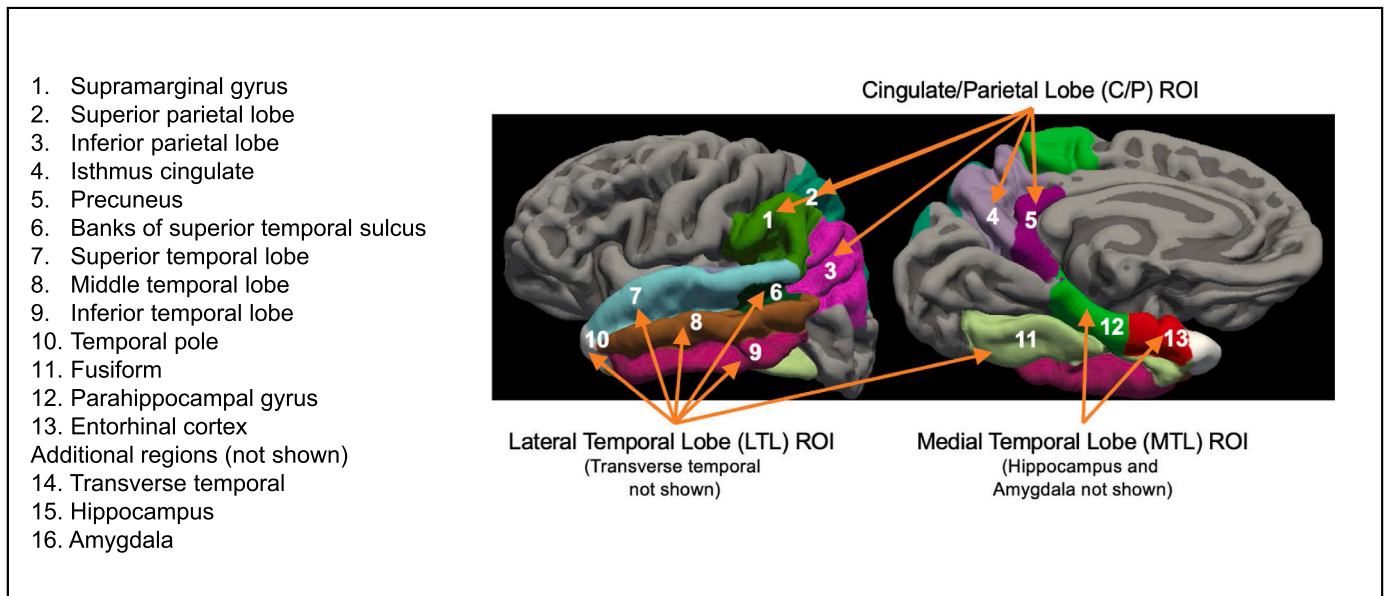 1. Supramarginal gyrus
2. Superior parietal lobe
3. Inferior parietal lobe
4. Isthmus cingulate
5. Precuneus
6. Banks of superior temporal sulcus
7. Superior temporal lobe
8. Middle temporal lobe
9. Inferior temporal lobe
10. Temporal pole
11. Fusiform
12. Parahippocampal gyrus
13. Entorhinal cortex
Additional regions (not shown)
14. Transverse temporal
15. Hippocampus
16. Amygdala
Cingulate/Parietal Lobe (C/P) ROI
1
2
3
6
7
8
10
9
4
5
11
12
13
Lateral Temporal Lobe (LTL) ROI
(Transverse temporal
not shown)
Medial Temporal Lobe (MTL) ROI
(Hippocampus and
Amygdala not shown)